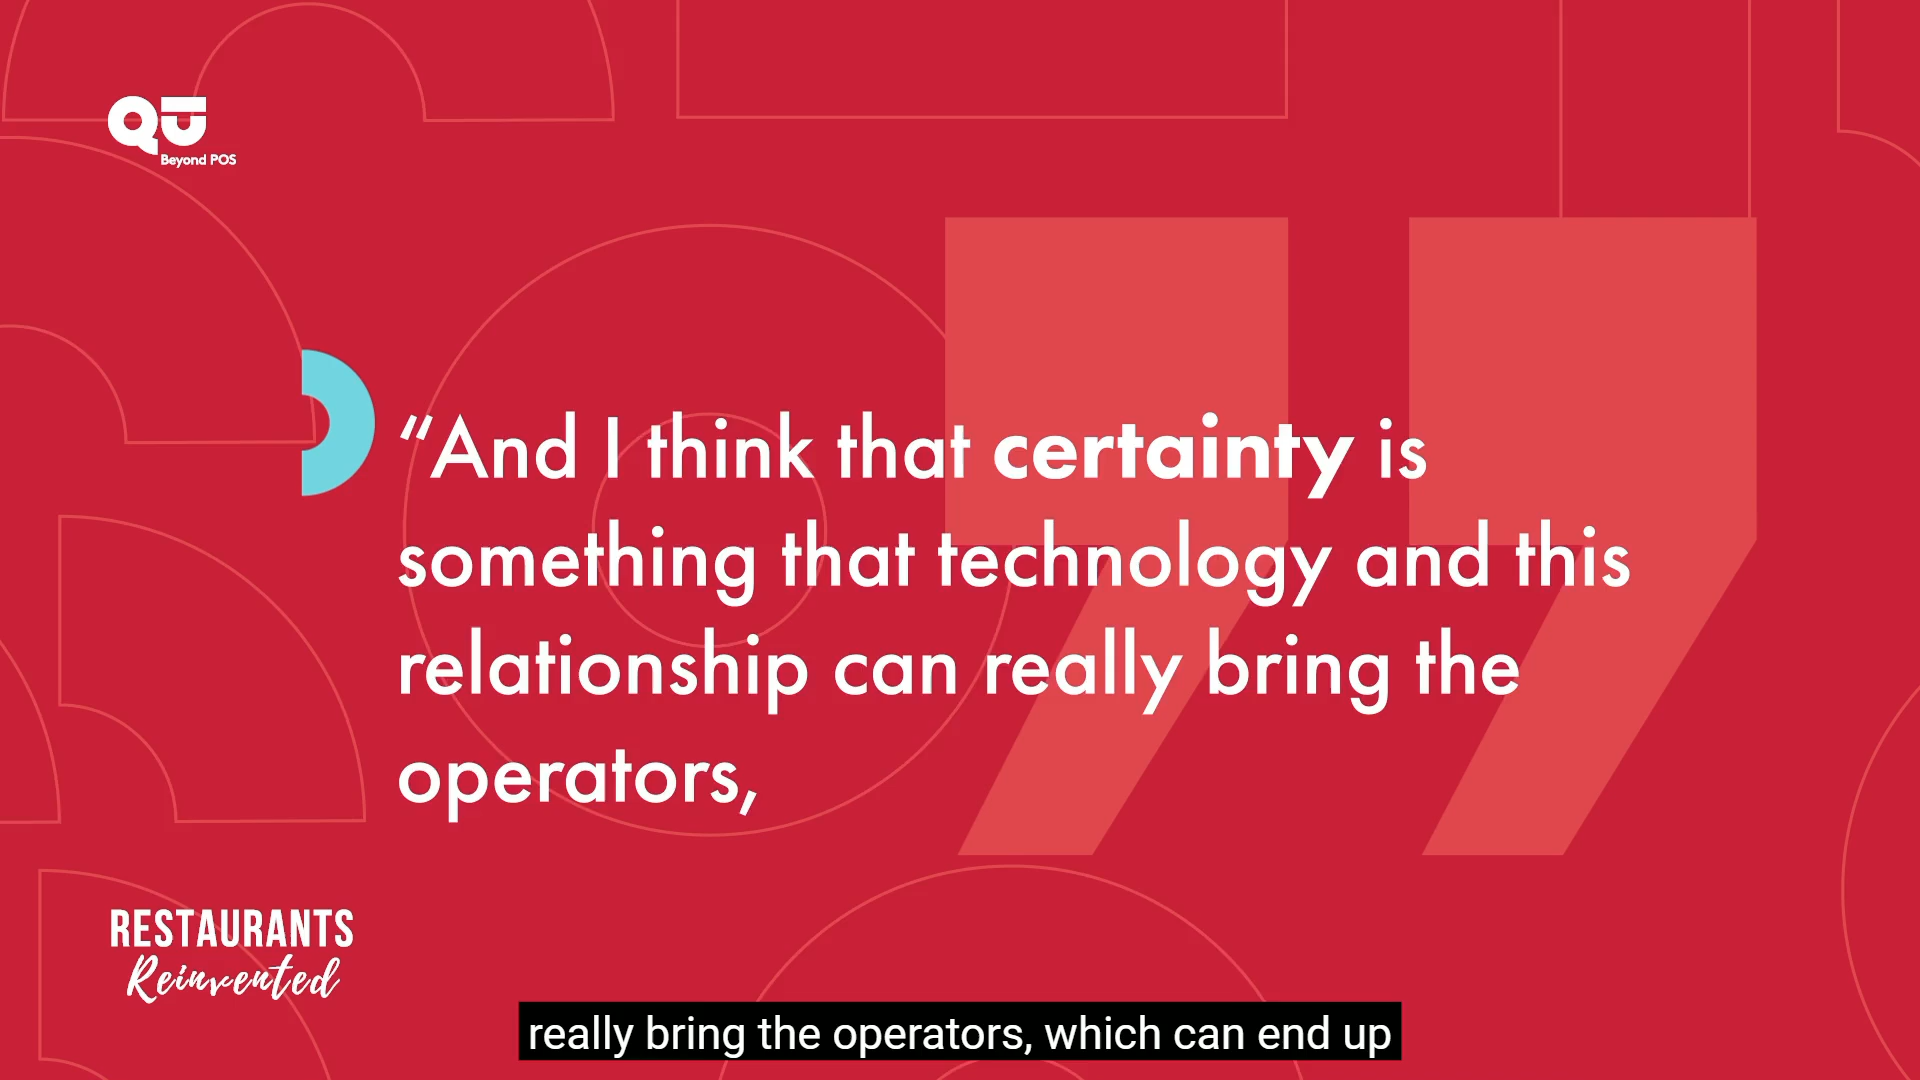 QU
Beyond POS
“And I think that certainty is
something that technology and this
relationship can really bring the
operators,
RESTAURANTS
Reinvented
really bring the operators, which can end up